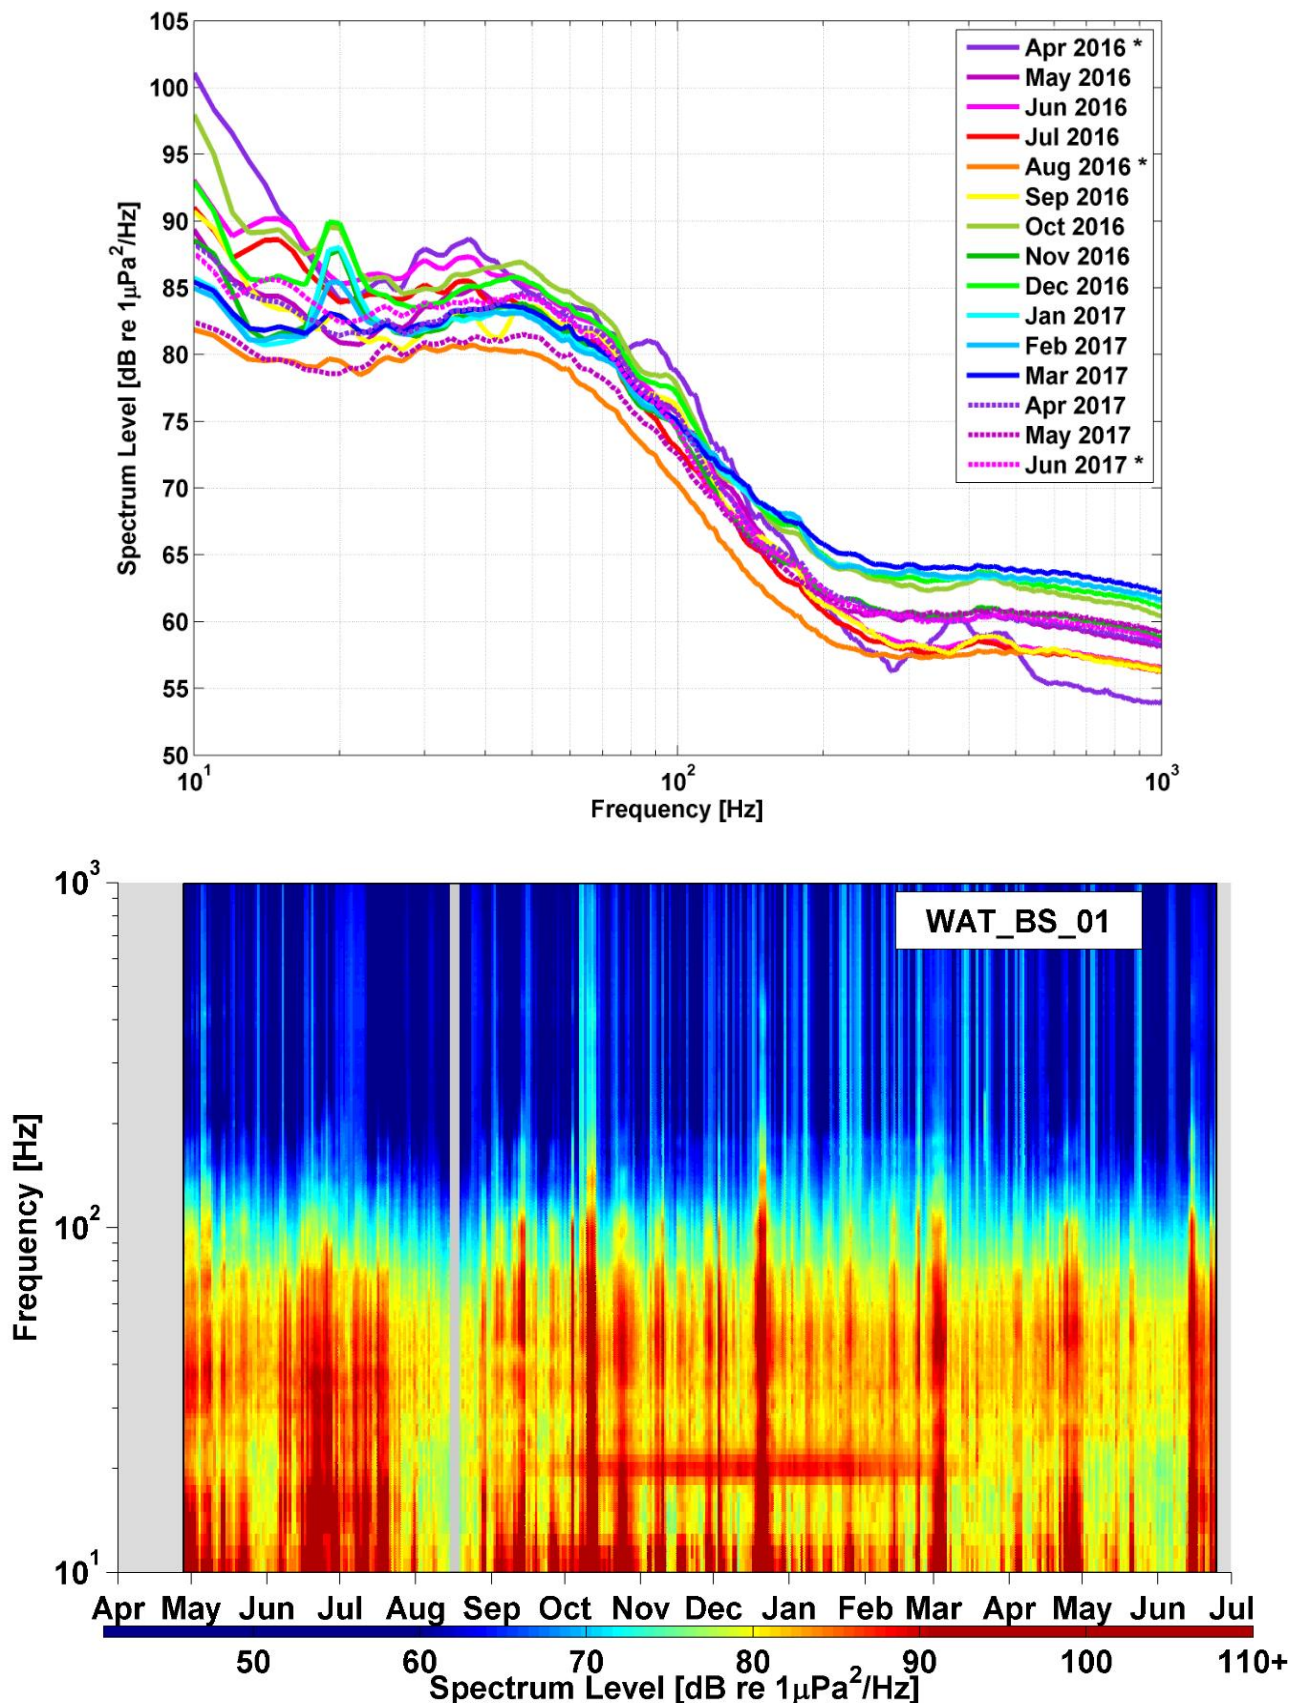 105
100
95
90
85
80
75
70
65
60
55
50
Spectrum Level [dB re 1μPa²/Hz]
10¹
10²
10³
Frequency [Hz]
Apr 2016 *
May 2016
Jun 2016
Jul 2016
Aug 2016 *
Sep 2016
Oct 2016
Nov 2016
Dec 2016
Jan 2017
Feb 2017
Mar 2017
Apr 2017
May 2017
Jun 2017 *
10³
10²
10¹
Frequency [Hz]
WAT_BS_01
Apr May Jun Jul Aug Sep Oct Nov Dec Jan Feb Mar Apr May Jun Jul
50 60 70 80 90 100 110+
Spectrum Level [dB re 1μPa²/Hz]